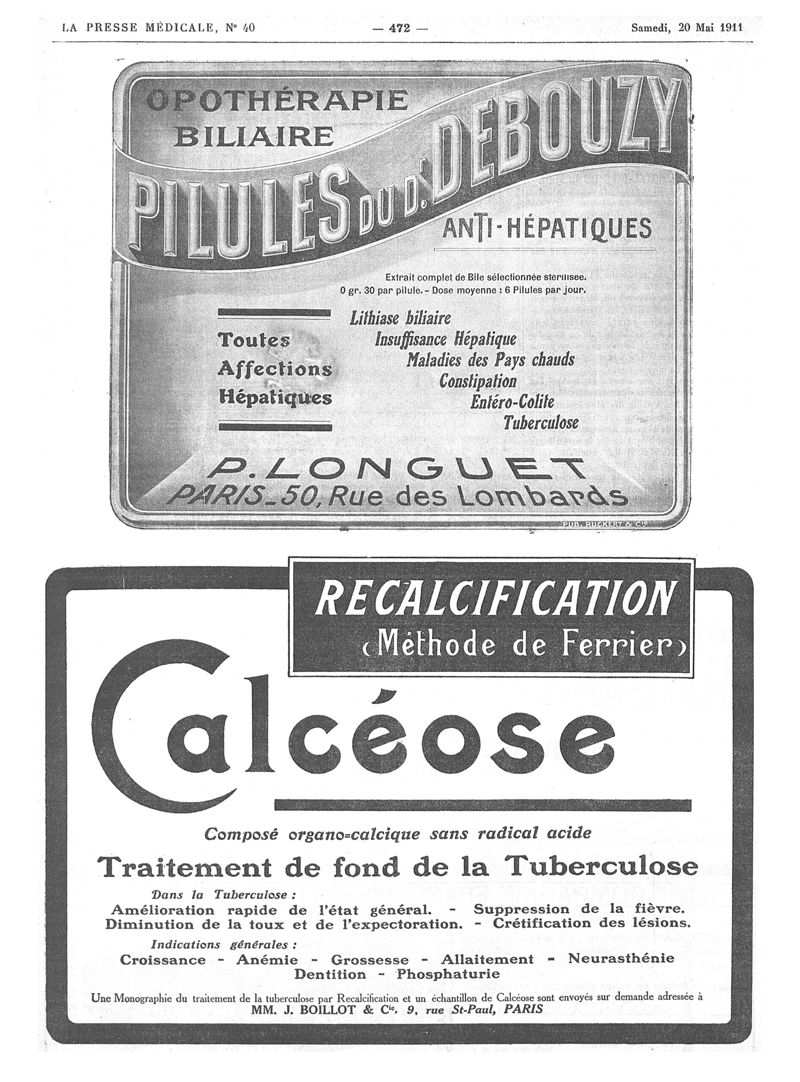 LA PRESSE MÉDICALE, N° 40 — 472 — Samedi, 20 Mai 1911
OPOTHÉRAPIE
BILIAIRE
PILULES DU Dr. DEBOUZY
ANTI-HÉPATIQUES
Extrait complet de Bile sélectionnée stérilisée.
0 gr. 30 par pilule. - Dose moyenne : 6 Pilules par jour.
Toutes
Affections
Hépatiques
Lithiase biliaire
Insuffisance Hépatique
Maladies des Pays chauds
Constipation
Entéro-Colite
Tuberculose
P. LONGUET
PARIS_50, Rue des Lombards
PUB. RUCKERT & Cie
RECALCIFICATION
(Méthode de Ferrier)
Calcéose
Composé organo=calcique sans radical acide
Traitement de fond de la Tuberculose
Dans la Tuberculose :
Amélioration rapide de l'état général. - Suppression de la fièvre.
Diminution de la toux et de l'expectoration. - Crétification des lésions.
Indications générales :
Croissance - Anémie - Grossesse - Allaitement - Neurasthénie
Dentition - Phosphaturie
Une Monographie du traitement de la tuberculose par Recalcification et un échantillon de Calcéose sont envoyés sur demande adressée à
MM. J. BOILLOT & Cie, 9, rue St-Paul, PARIS